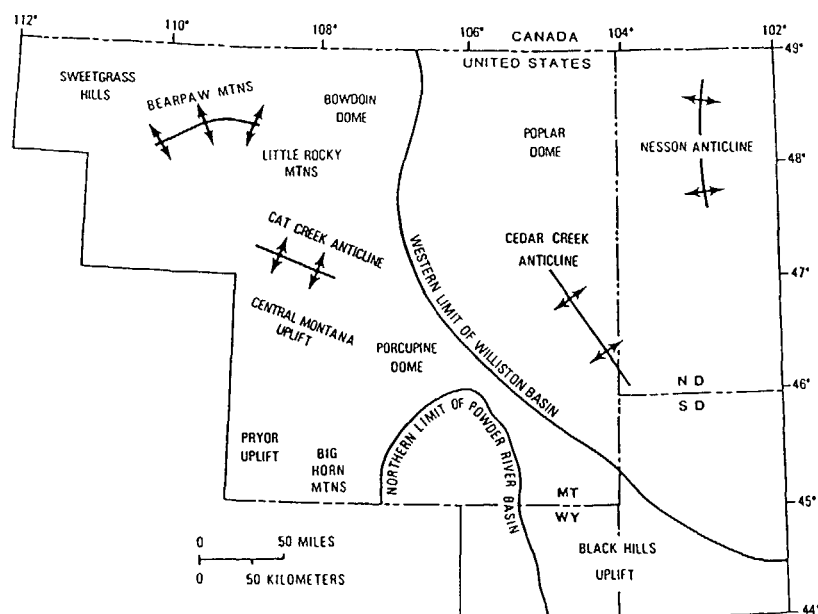 112°
110°
108°
106°
104°
102°
CANADA
49°
UNITED STATES
SWEETGRASS
HILLS
BEARPAW MTNS
BOWDOIN
DOME
LITTLE ROCKY
MTNS
POPLAR
DOME
NESSON ANTICLINE
48°
CAT CREEK ANTICLINE
CEDAR CREEK
ANTICLINE
WESTERN LIMIT OF WILLISTON BASIN
47°
CENTRAL MONTANA
UPLIFT
PORCUPINE
DOME
N D
46°
S D
NORTHERN LIMIT OF POWDER RIVER BASIN
PRYOR
UPLIFT
BIG
HORN
MTNS
MT
WY
45°
0 50 MILES
0 50 KILOMETERS
BLACK HILLS
UPLIFT
44°